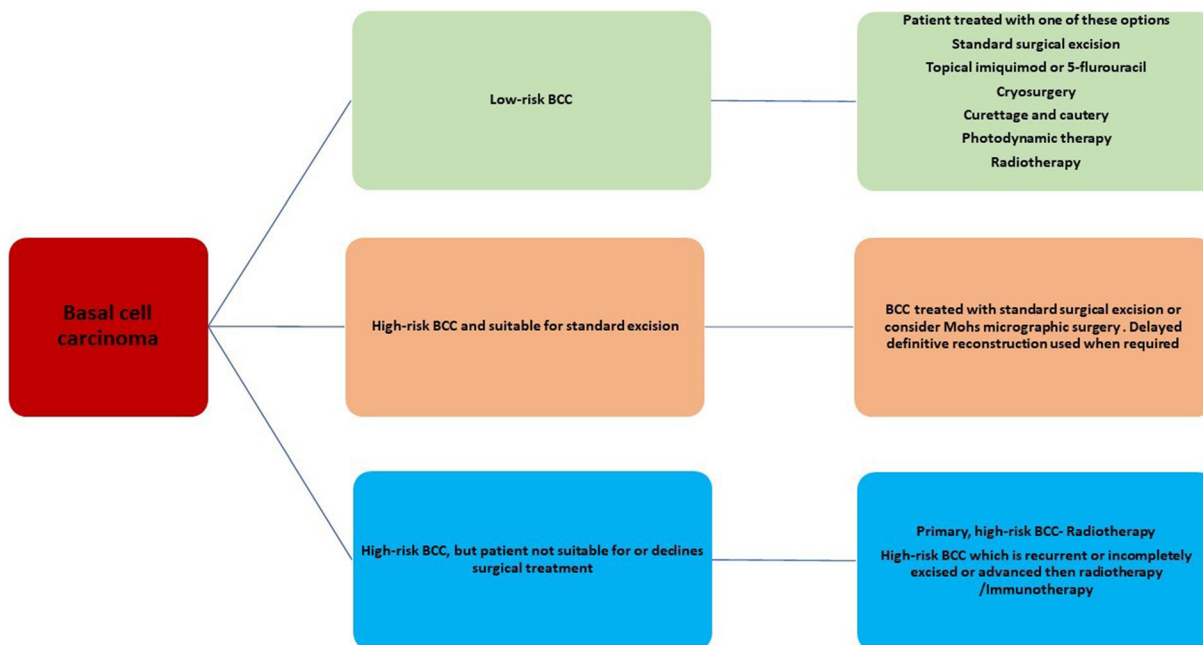 Basal cell
carcinoma
Low-risk BCC
Patient treated with one of these options
Standard surgical excision
Topical imiquimod or 5-flurouracil
Cryosurgery
Curettage and cautery
Photodynamic therapy
Radiotherapy
High-risk BCC and suitable for standard excision
BCC treated with standard surgical excision or
consider Mohs micrographic surgery . Delayed
definitive reconstruction used when required
High-risk BCC, but patient not suitable for or declines
surgical treatment
Primary, high-risk BCC- Radiotherapy
High-risk BCC which is recurrent or incompletely
excised or advanced then radiotherapy
/Immunotherapy